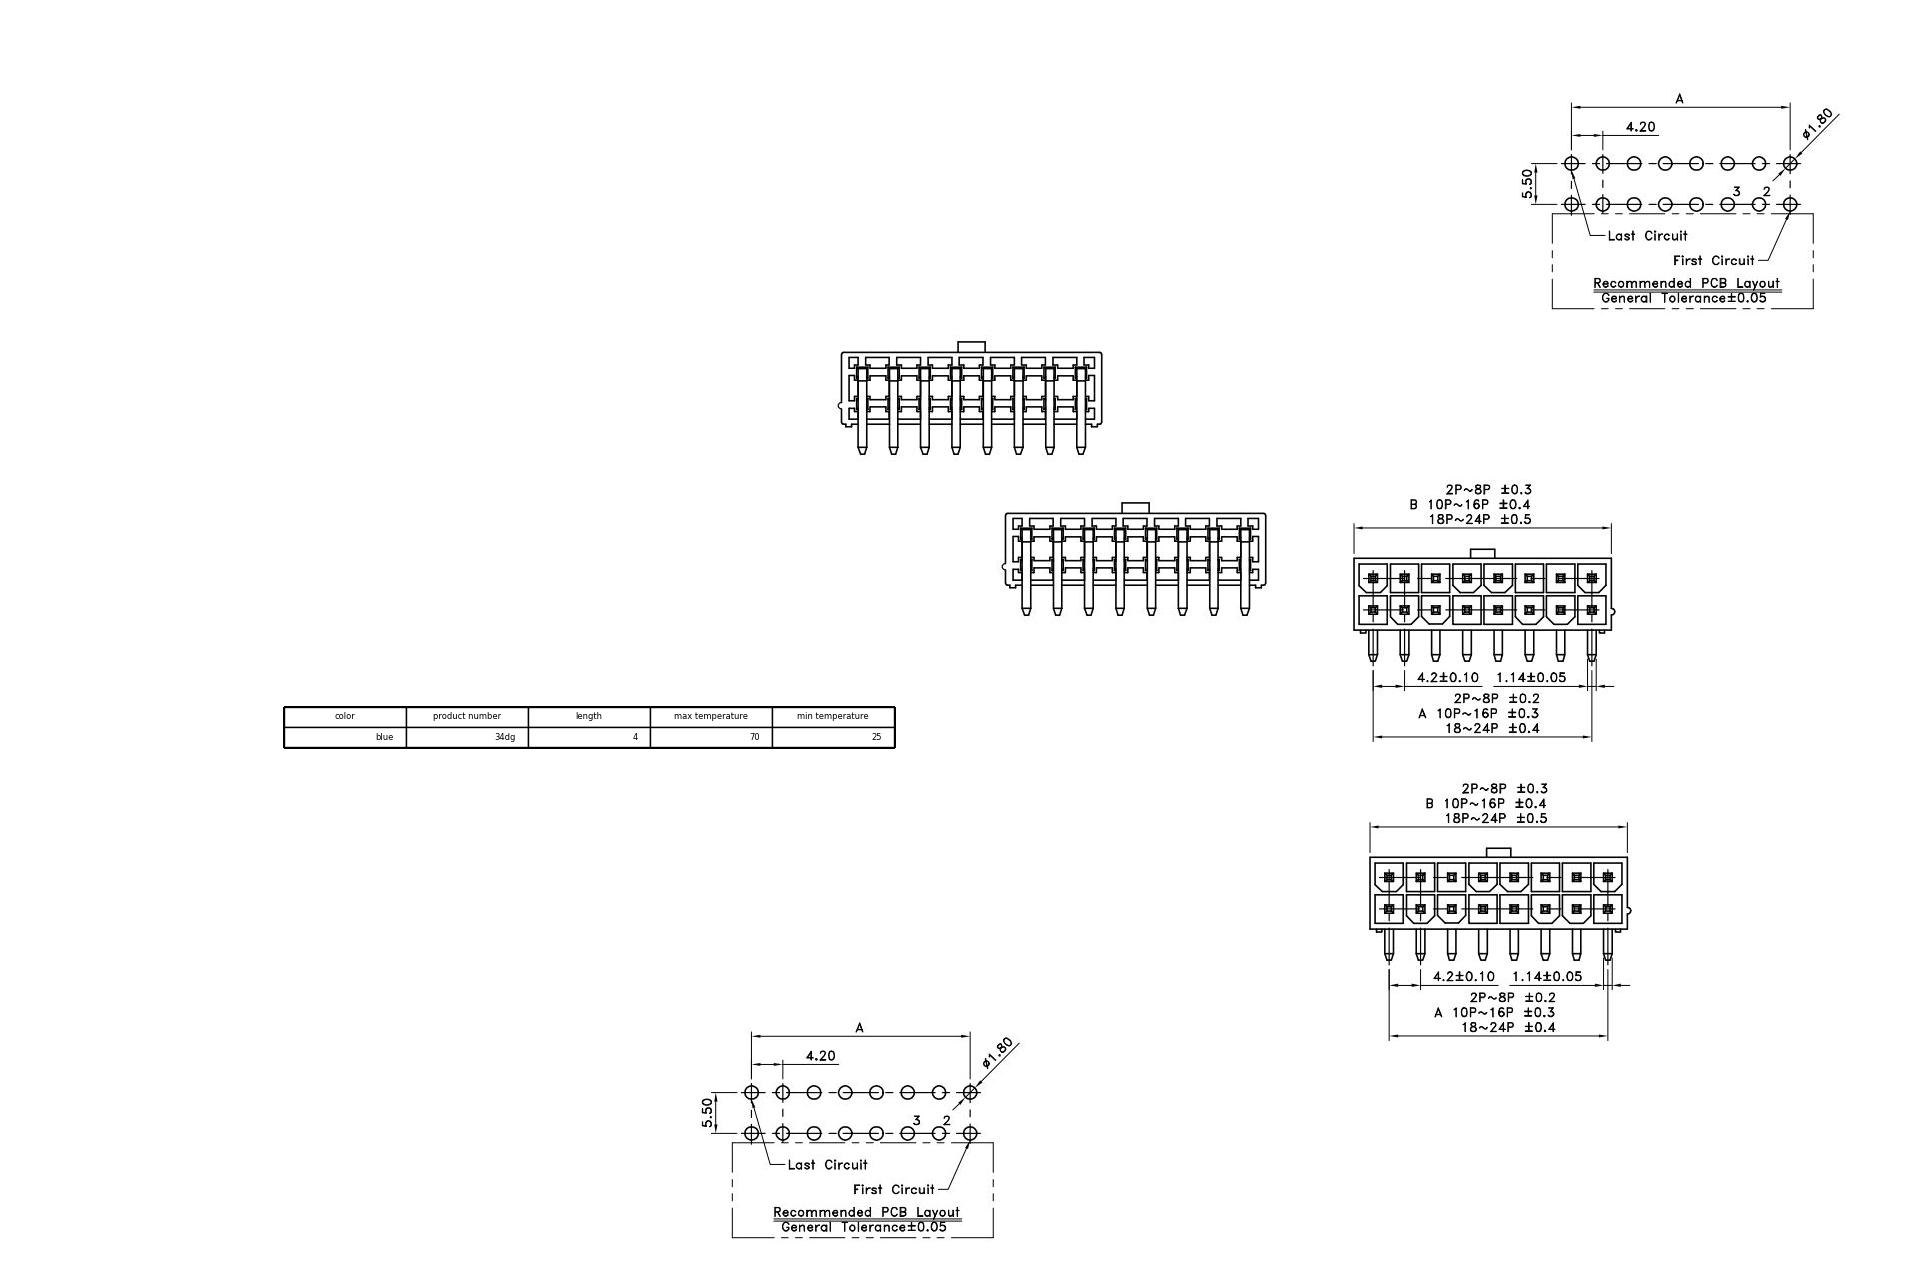 A
4.20
ø1.80
5.50
3 2
Last Circuit
First Circuit
Recommended PCB Layout
General Tolerance±0.05
2P~8P ±0.3
B 10P~16P ±0.4
18P~24P ±0.5
4.2±0.10 1.14±0.05
2P~8P ±0.2
A 10P~16P ±0.3
18~24P ±0.4
color product number length max temperature min temperature
blue 34dg 4 70 25
2P~8P ±0.3
B 10P~16P ±0.4
18P~24P ±0.5
4.2±0.10 1.14±0.05
2P~8P ±0.2
A 10P~16P ±0.3
18~24P ±0.4
A
4.20
ø1.80
5.50
3 2
Last Circuit
First Circuit
Recommended PCB Layout
General Tolerance±0.05